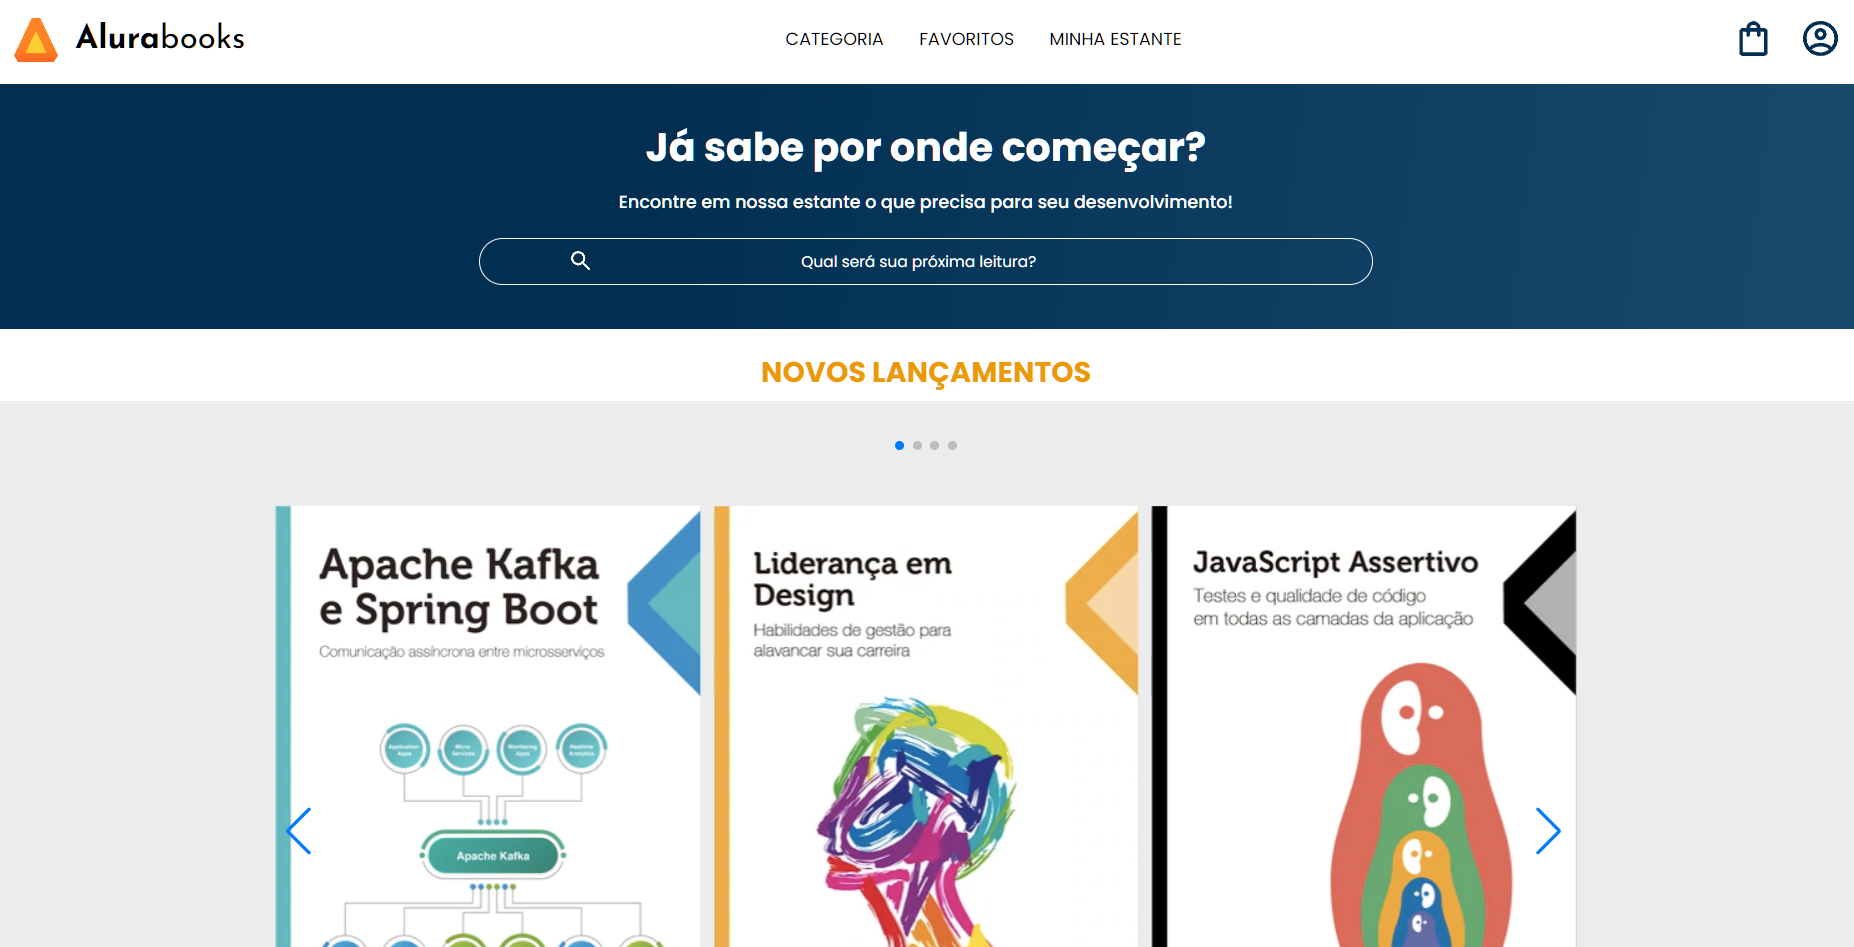 Alurabooks
CATEGORIA FAVORITOS MINHA ESTANTE
Já sabe por onde começar?
Encontre em nossa estante o que precisa para seu desenvolvimento!
Qual será sua próxima leitura?
NOVOS LANÇAMENTOS
Apache Kafka
e Spring Boot
Comunicação assíncrona entre microsserviços
Application
Apps
Micro
Services
Monitoring
Apps
Realtime
Analytics
Apache Kafka
Liderança em
Design
Habilidades de gestão para
alavancar sua carreira
JavaScript Assertivo
Testes e qualidade de código
em todas as camadas da aplicação